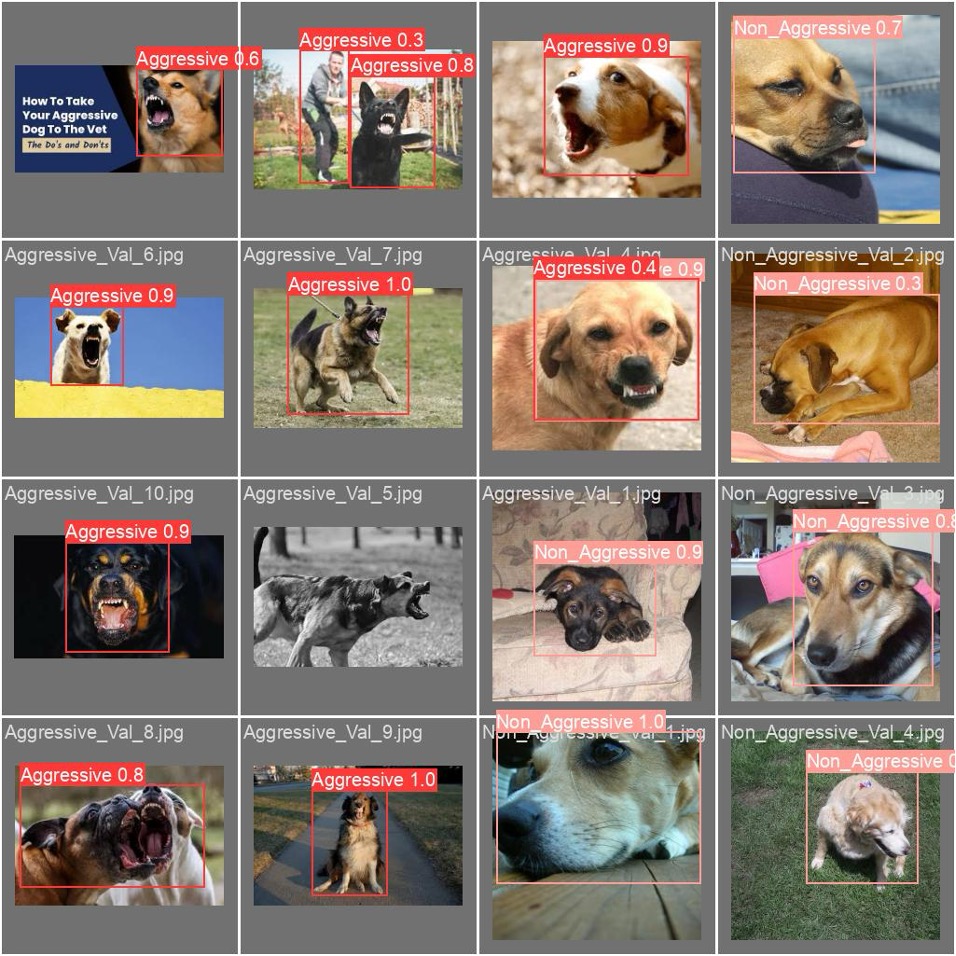 Aggressive 0.6
How To Take
Your Aggressive
Dog To The Vet
The Do's and Don'ts
Aggressive 0.3
Aggressive 0.8
Aggressive 0.9
Non_Aggressive 0.7
Aggressive_Val_6.jpg
Aggressive 0.9
Aggressive_Val_7.jpg
Aggressive 1.0
Aggressive_Val_4.jpg
Aggressive 0.4
e 0.9
Non_Aggressive_Val_2.jpg
Non_Aggressive 0.3
Aggressive_Val_10.jpg
Aggressive 0.9
Aggressive_Val_5.jpg
Aggressive_Val_1.jpg
Non_Aggressive 0.9
Non_Aggressive_Val_3.jpg
Non_Aggressive 0.8
Aggressive_Val_8.jpg
Aggressive 0.8
Aggressive_Val_9.jpg
Aggressive 1.0
Non_Aggressive 1.0
Non_Aggressive_Val_1.jpg
Non_Aggressive_Val_4.jpg
Non_Aggressive